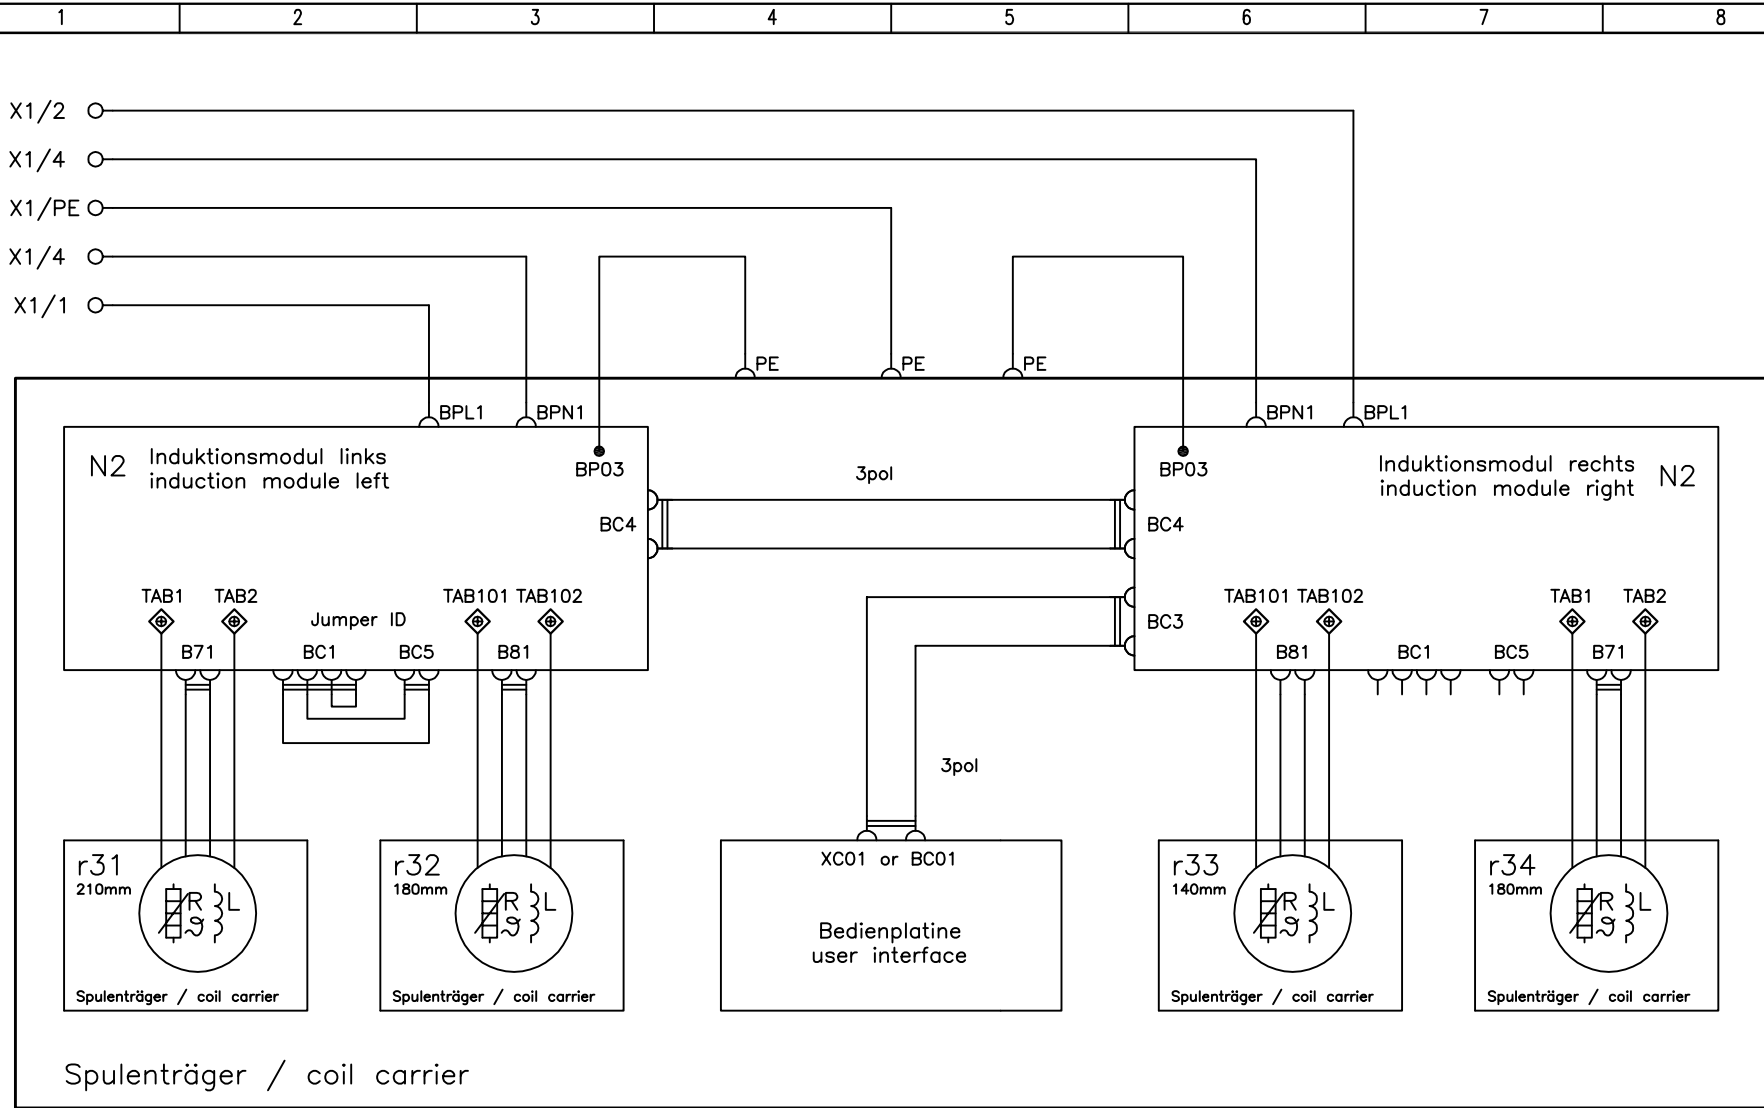 1 2 3 4 5 6 7 8
X1/2
X1/4
X1/PE
X1/4
X1/1
PE PE PE
BPL1 BPN1 BPN1 BPL1
N2 Induktionsmodul links
induction module left
BP03
BC4
TAB1 TAB2 Jumper ID TAB101 TAB102
B71 BC1 BC5 B81
3pol
BP03
Induktionsmodul rechts N2
induction module right
BC4
BC3
TAB101 TAB102 TAB1 TAB2
B81 BC1 BC5 B71
3pol
r31
210mm
R L
ϑ
Spulenträger / coil carrier
r32
180mm
R L
ϑ
Spulenträger / coil carrier
XC01 or BC01
Bedienplatine
user interface
r33
140mm
R L
ϑ
Spulenträger / coil carrier
r34
180mm
R L
ϑ
Spulenträger / coil carrier
Spulenträger / coil carrier